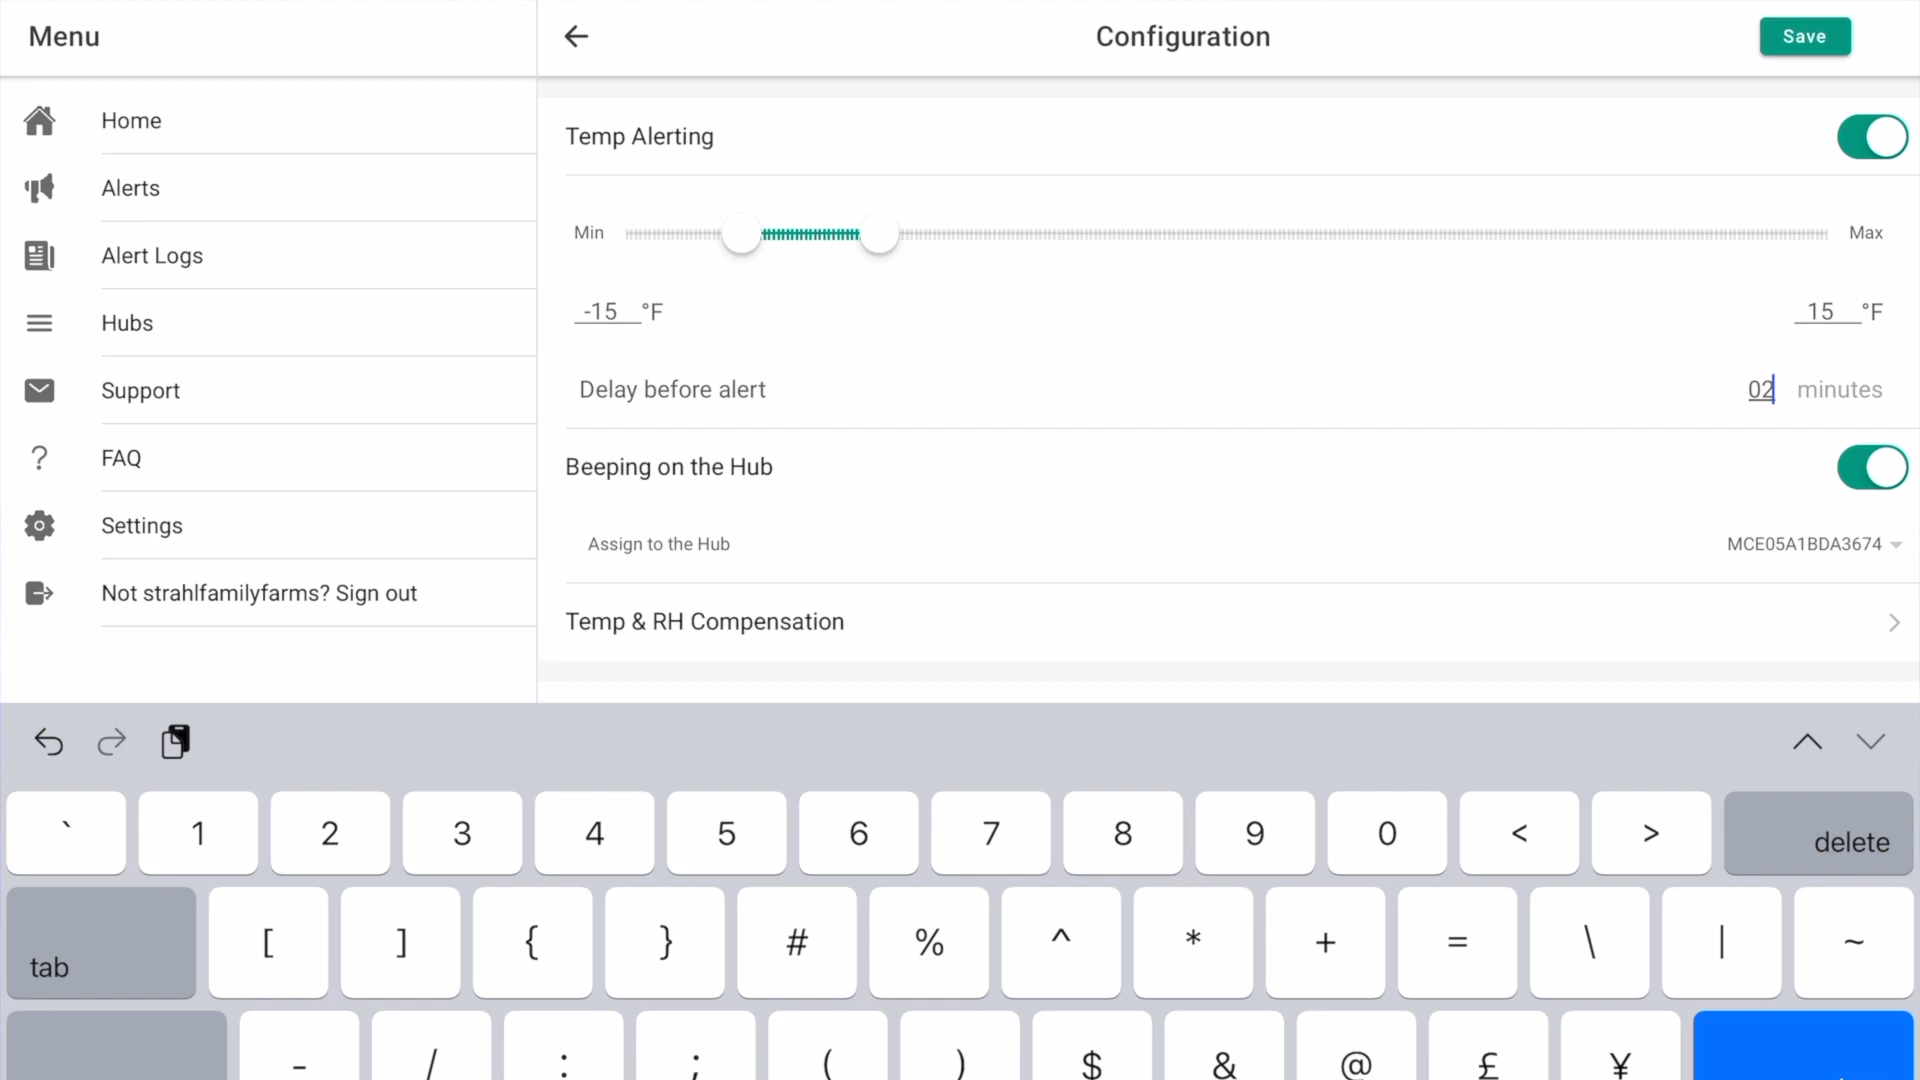 Menu
Configuration
Save
Home
Alerts
Alert Logs
Hubs
Support
FAQ
Settings
Not strahlfamilyfarms? Sign out
Temp Alerting
Min
Max
-15 °F
15 °F
Delay before alert
02 minutes
Beeping on the Hub
Assign to the Hub
MCE05A1BDA3674
Temp & RH Compensation
` 1 2 3 4 5 6 7 8 9 0 < > delete
tab [ ] { } # % ^ * + = \ | ~
- / : ; ( ) $ & @ £ ¥